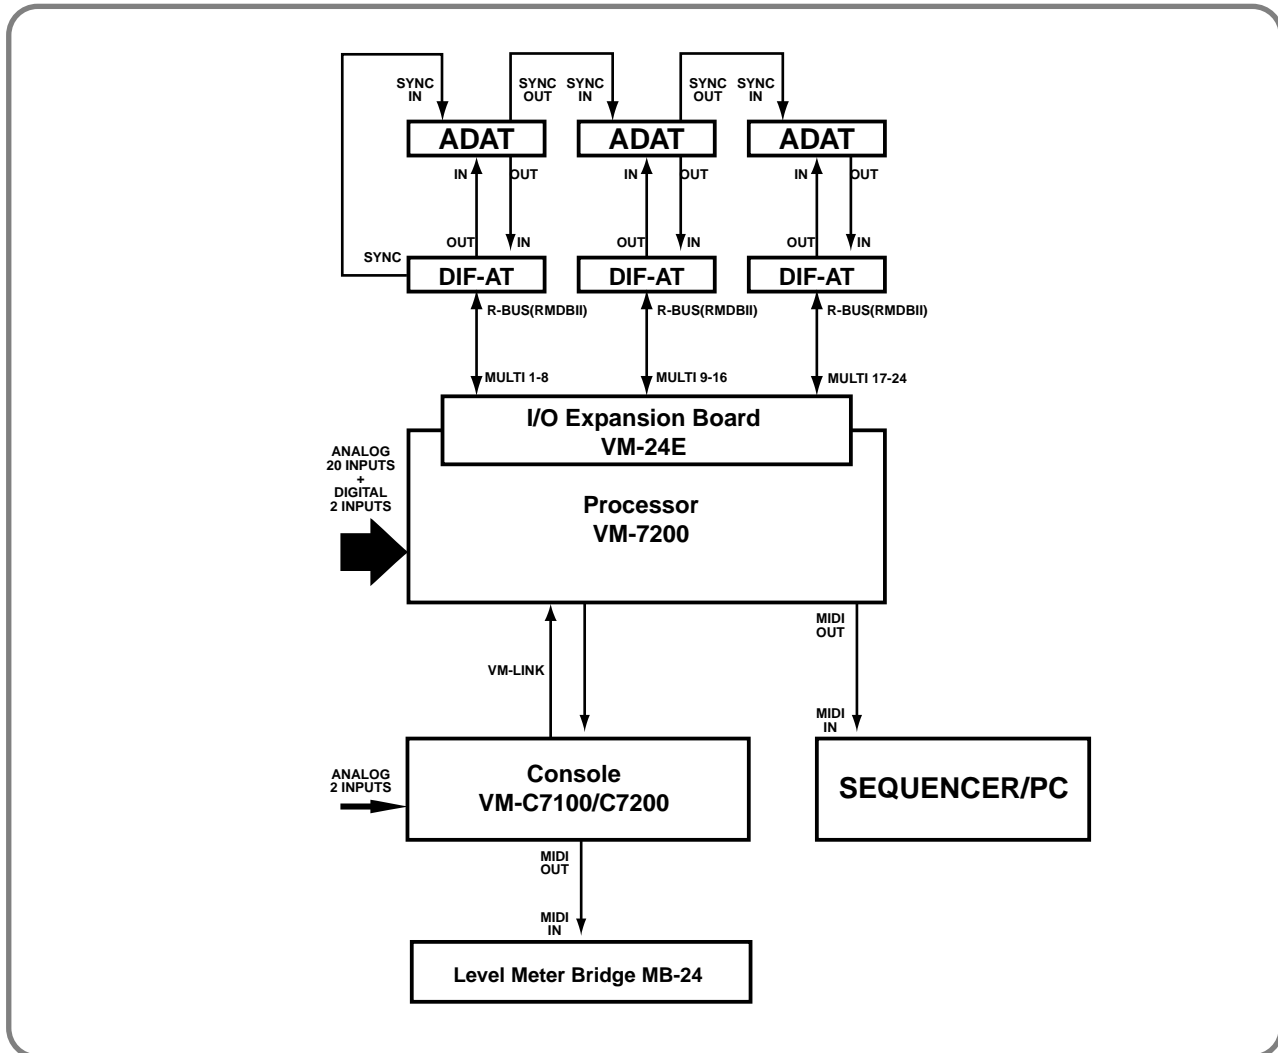 SYNC IN
SYNC OUT
SYNC IN
SYNC OUT
SYNC IN
ADAT
ADAT
ADAT
IN
OUT
IN
OUT
IN
OUT
OUT
IN
OUT
IN
OUT
IN
SYNC
DIF-AT
DIF-AT
DIF-AT
R-BUS(RMDBII)
R-BUS(RMDBII)
R-BUS(RMDBII)
MULTI 1-8
MULTI 9-16
MULTI 17-24
I/O Expansion Board
VM-24E
ANALOG
20 INPUTS
+
DIGITAL
2 INPUTS
Processor
VM-7200
MIDI
OUT
VM-LINK
MIDI
IN
ANALOG
2 INPUTS
Console
VM-C7100/C7200
SEQUENCER/PC
MIDI
OUT
MIDI
IN
Level Meter Bridge MB-24